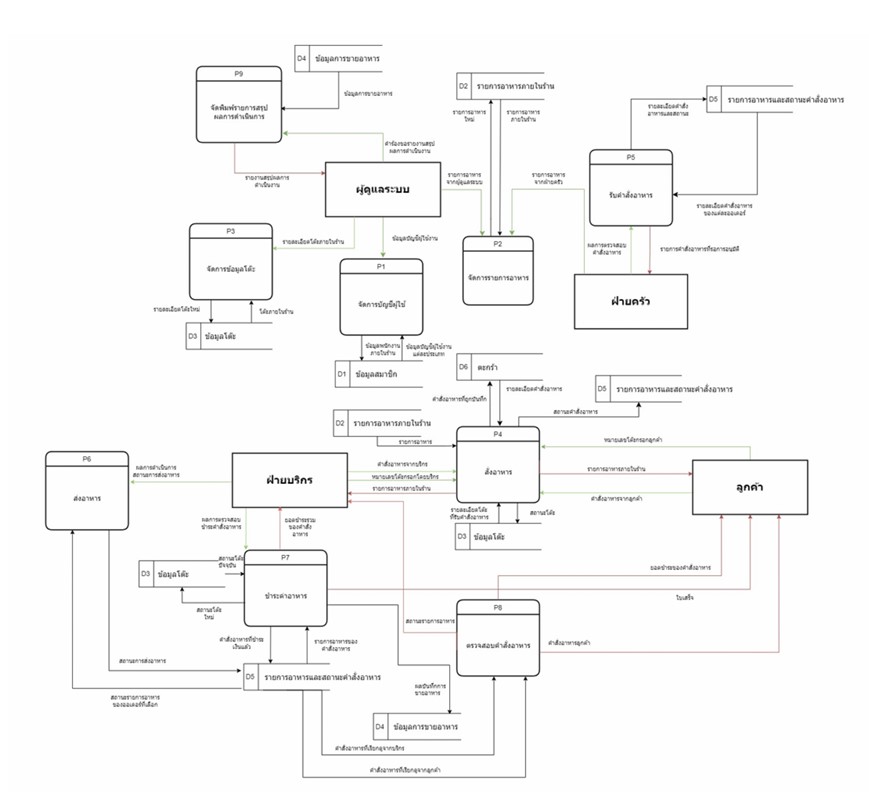 D4 ข้อมูลการขายอาหาร
P9
จัดพิมพ์รายการสรุป
ผลการดำเนินการ
ข้อมูลการขายอาหาร
คำร้องขอรายงานสรุป
ผลการดำเนินงาน
รายงานสรุปผลการ
ดำเนินงาน
ผู้ดูแลระบบ
D2 รายการอาหารภายในร้าน
รายการอาหาร
ใหม่
รายการอาหาร
ภายในร้าน
รายการอาหาร
จากผู้ดูแลระบบ
รายการอาหาร
จากฝ่ายครัว
P2
จัดการรายการอาหาร
รายละเอียดคำสั่ง
อาหารและสถานะ
D5 รายการอาหารและสถานะคำสั่งอาหาร
P5
รับคำสั่งอาหาร
รายละเอียดคำสั่งอาหาร
ของแต่ละออเดอร์
ผลการตรวจสอบ
คำสั่งอาหาร
รายการคำสั่งอาหารที่รอการอนุมัติ
ฝ่ายครัว
P3
จัดการข้อมูลโต๊ะ
รายละเอียดโต๊ะภายในร้าน
ข้อมูลบัญชีผู้ใช้งาน
รายละเอียดโต๊ะใหม่
โต๊ะภายในร้าน
D3 ข้อมูลโต๊ะ
P1
จัดการบัญชีผู้ใช้
ข้อมูลพนักงาน
ภายในร้าน
ข้อมูลบัญชีผู้ใช้งาน
แต่ละประเภท
D1 ข้อมูลสมาชิก
D6 ตะกร้า
คำสั่งอาหารที่ถูกบันทึก
รายละเอียดคำสั่งอาหาร
D5 รายการอาหารและสถานะคำสั่งอาหาร
สถานะคำสั่งอาหาร
D2 รายการอาหารภายในร้าน
รายการอาหาร
P4
สั่งอาหาร
หมายเลขโต๊ะกรอกลูกค้า
รายการอาหารภายในร้าน
คำสั่งอาหารจากลูกค้า
ลูกค้า
P6
ส่งอาหาร
ผลการดำเนินการ
สถานะการส่งอาหาร
ฝ่ายบริกร
คำสั่งอาหารจากบริกร
หมายเลขโต๊ะกรอกโดยบริกร
รายการอาหารภายในร้าน
รายละเอียดโต๊ะ
ที่รับคำสั่งอาหาร
สถานะโต๊ะ
D3 ข้อมูลโต๊ะ
ผลการตรวจสอบ
ชำระคำสั่งอาหาร
ยอดชำระรวม
ของคำสั่ง
อาหาร
P7
ชำระค่าอาหาร
สถานะโต๊ะ
ปัจจุบัน
D3 ข้อมูลโต๊ะ
สถานะโต๊ะ
ใหม่
ยอดชำระของคำสั่งอาหาร
ใบเสร็จ
P8
ตรวจสอบคำสั่งอาหาร
สถานะรายการอาหาร
คำสั่งอาหารลูกค้า
คำสั่งอาหารที่ชำระ
เงินแล้ว
รายการอาหารของ
คำสั่งอาหาร
สถานะการส่งอาหาร
D5 รายการอาหารและสถานะคำสั่งอาหาร
สถานะรายการอาหาร
ของออเดอร์ที่เลือก
ผลบันทึกการ
ขายอาหาร
D4 ข้อมูลการขายอาหาร
คำสั่งอาหารที่เรียกดูจากบริกร
คำสั่งอาหารที่เรียกดูจากลูกค้า